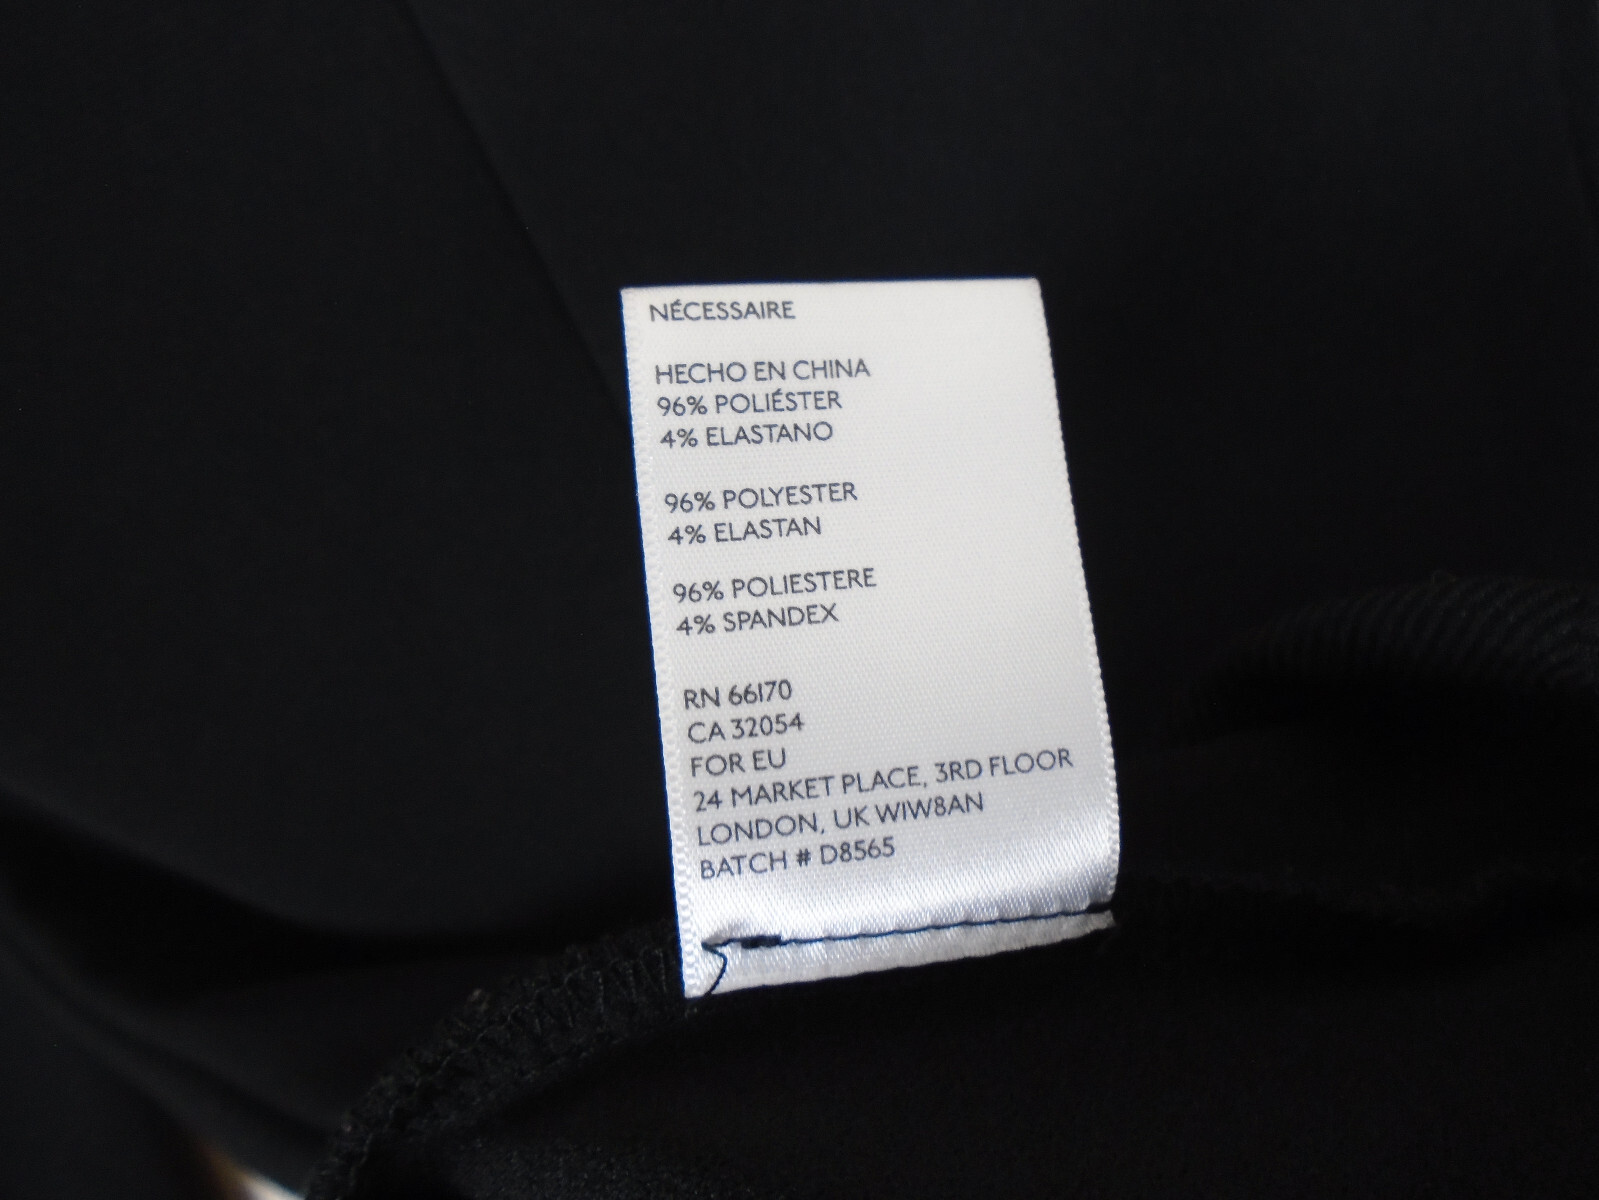 NÉCESSAIRE
HECHO EN CHINA
96% POLIÉSTER
4% ELASTANO
96% POLYESTER
4% ELASTAN
96% POLIESTERE
4% SPANDEX
RN 66170
CA 32054
FOR EU
24 MARKET PLACE, 3RD FLOOR
LONDON, UK W1W8AN
BATCH # D8565